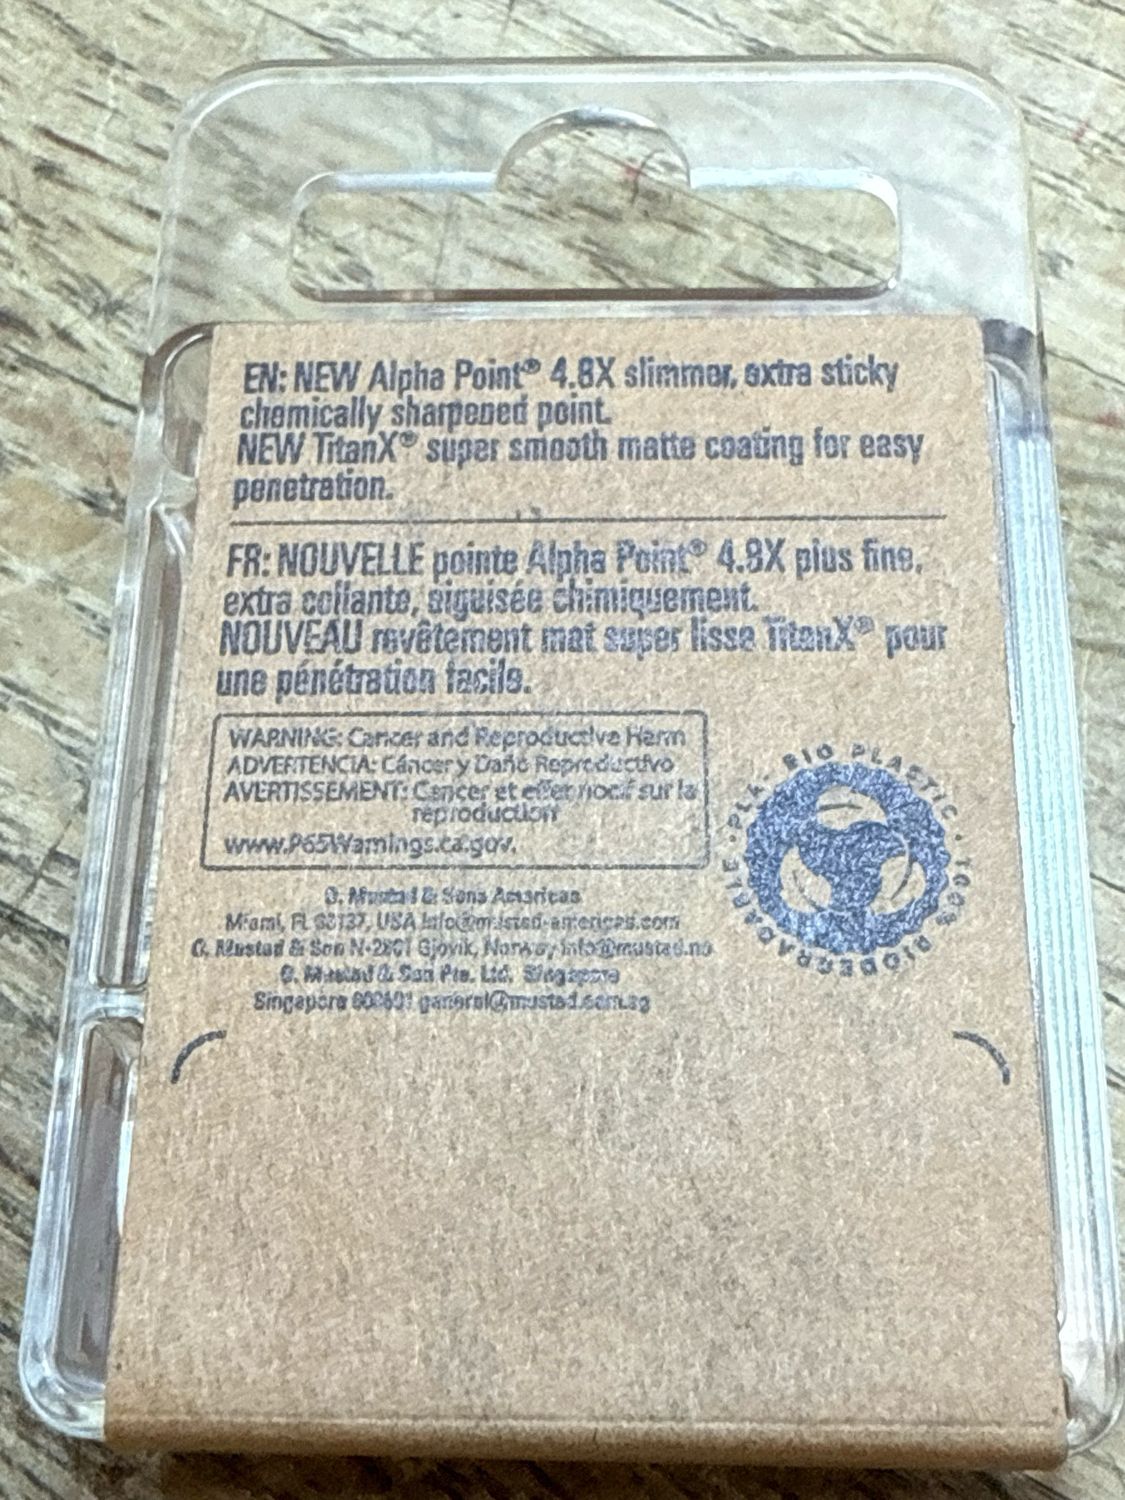 EN: NEW Alpha Point® 4.8X slimmer, extra sticky
chemically sharpened point.
NEW TitanX® super smooth matte coating for easy
penetration.
FR: NOUVELLE pointe Alpha Point® 4.8X plus fine,
extra collante, aiguisée chimiquement.
NOUVEAU revêtement mat super lisse TitanX® pour
une pénétration facile.
WARNING: Cancer and Reproductive Harm
ADVERTENCIA: Cáncer y Daño Reproductivo
AVERTISSEMENT: Cancer et effet nocif sur la
reproduction
www.P65Warnings.ca.gov.
O. Mustad & Sons Americas
Miami, FL 33137, USA info@mustad-americas.com
O. Mustad & Son N-2801 Gjovik, Norway info@mustad.no
O. Mustad & Son Pte. Ltd. Singapore
Singapore general@mustad.com.sg
PLA · BIO PLASTIC · 100% BIODEGRADABLE ·